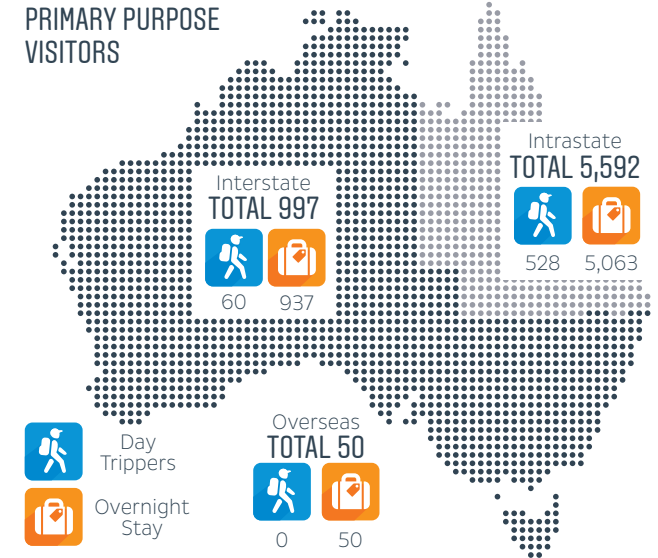 PRIMARY PURPOSE
VISITORS
Intrastate
TOTAL 5,592
528 5,063
Interstate
TOTAL 997
60 937
Overseas
TOTAL 50
0 50
Day
Trippers
Overnight
Stay